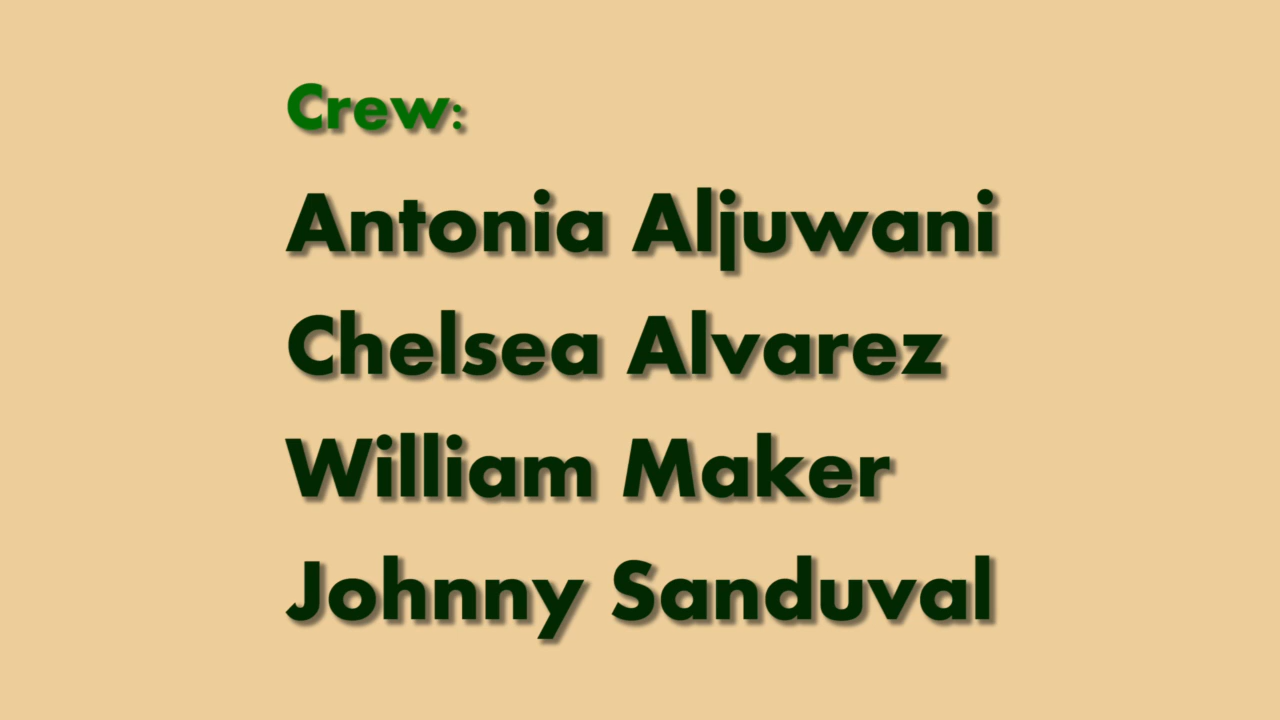 Crew:
Antonia Aljuwani
Chelsea Alvarez
William Maker
Johnny Sanduval